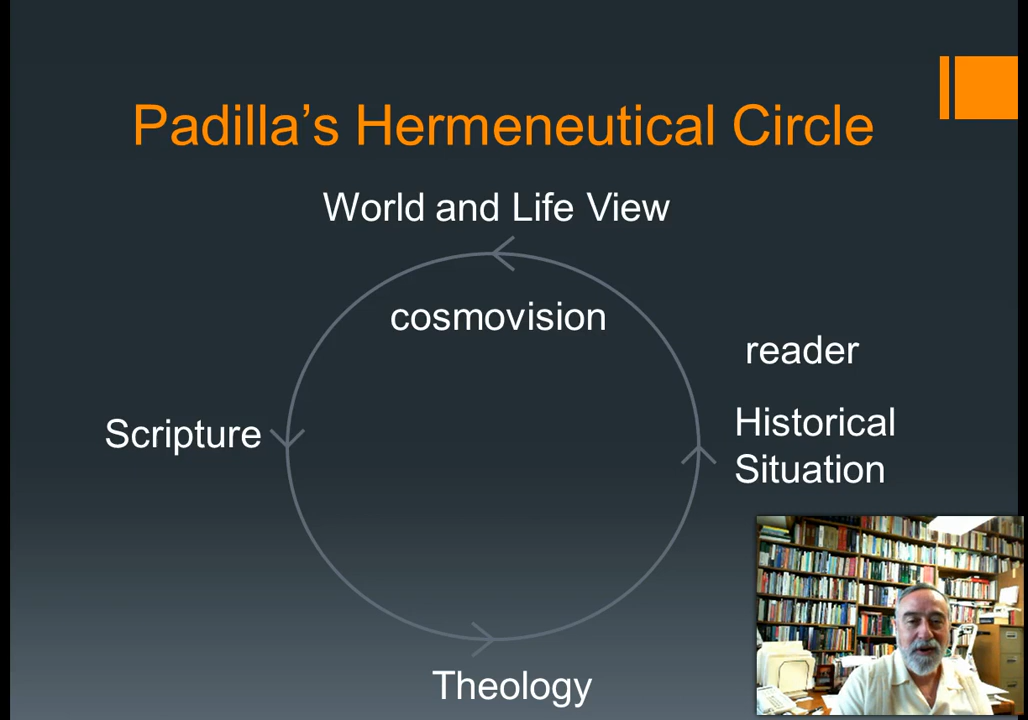 Padilla’s Hermeneutical Circle
World and Life View
cosmovision
reader
Scripture
Historical
Situation
Theology